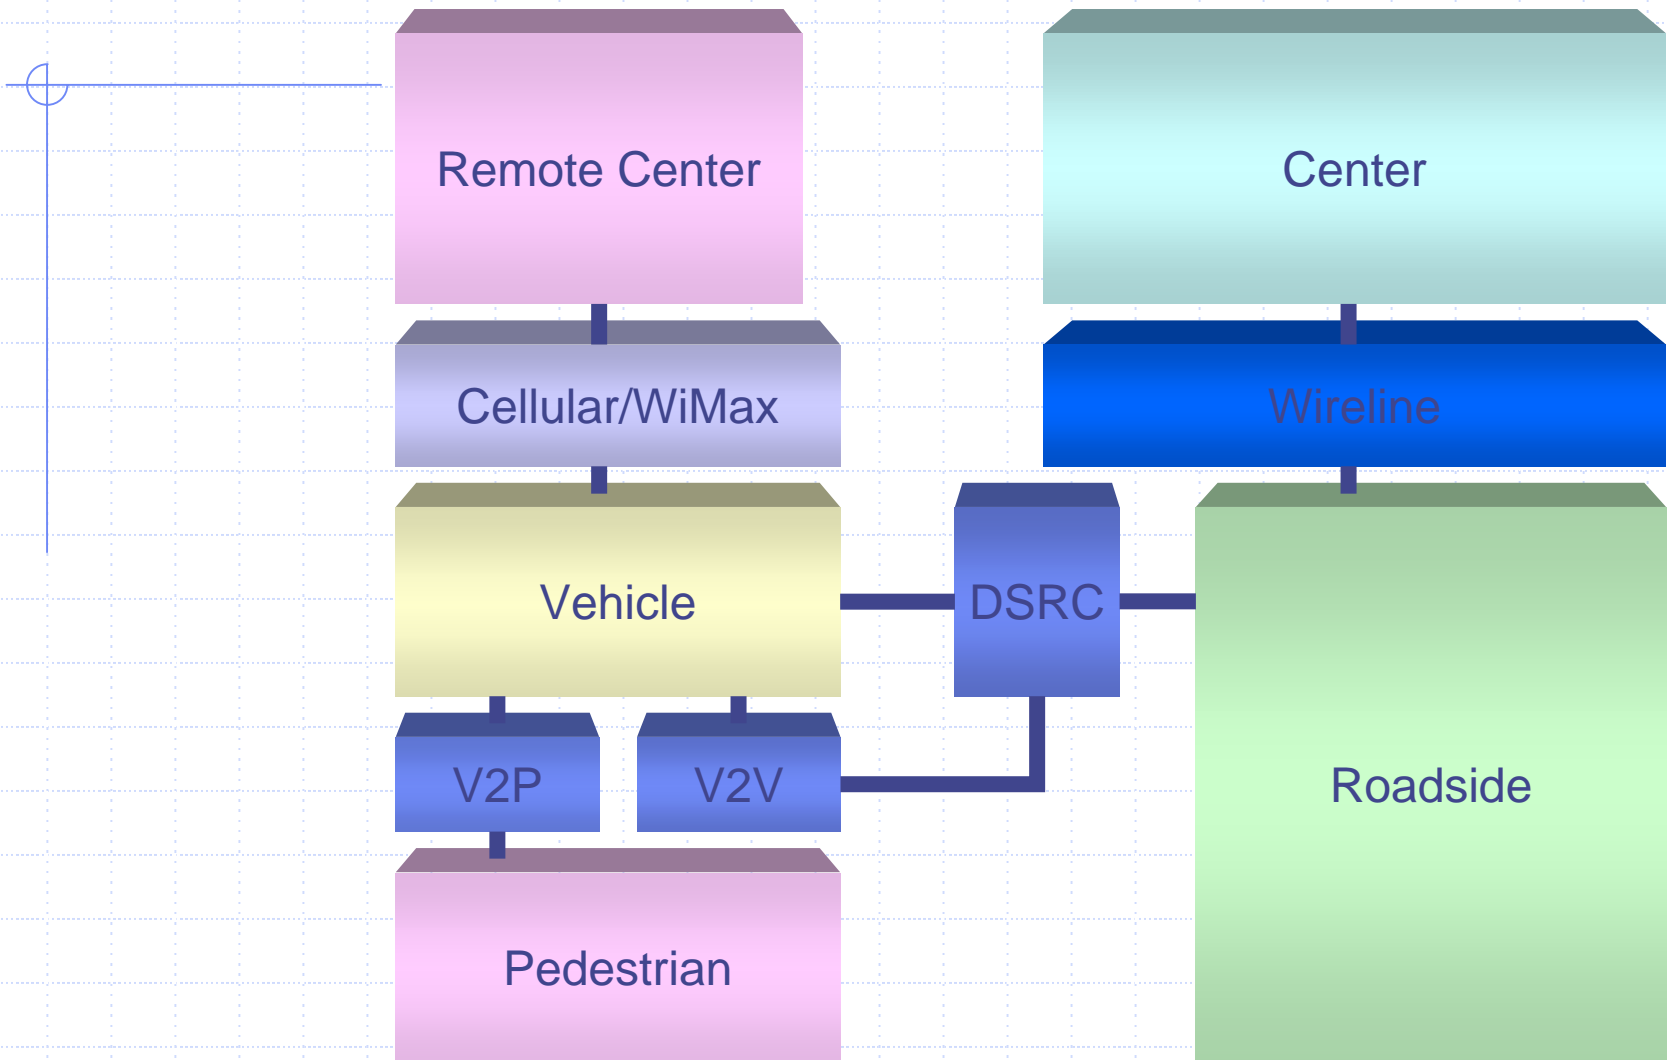 Remote Center
Center
Cellular/WiMax
Wireline
Vehicle
DSRC
V2P
V2V
Roadside
Pedestrian